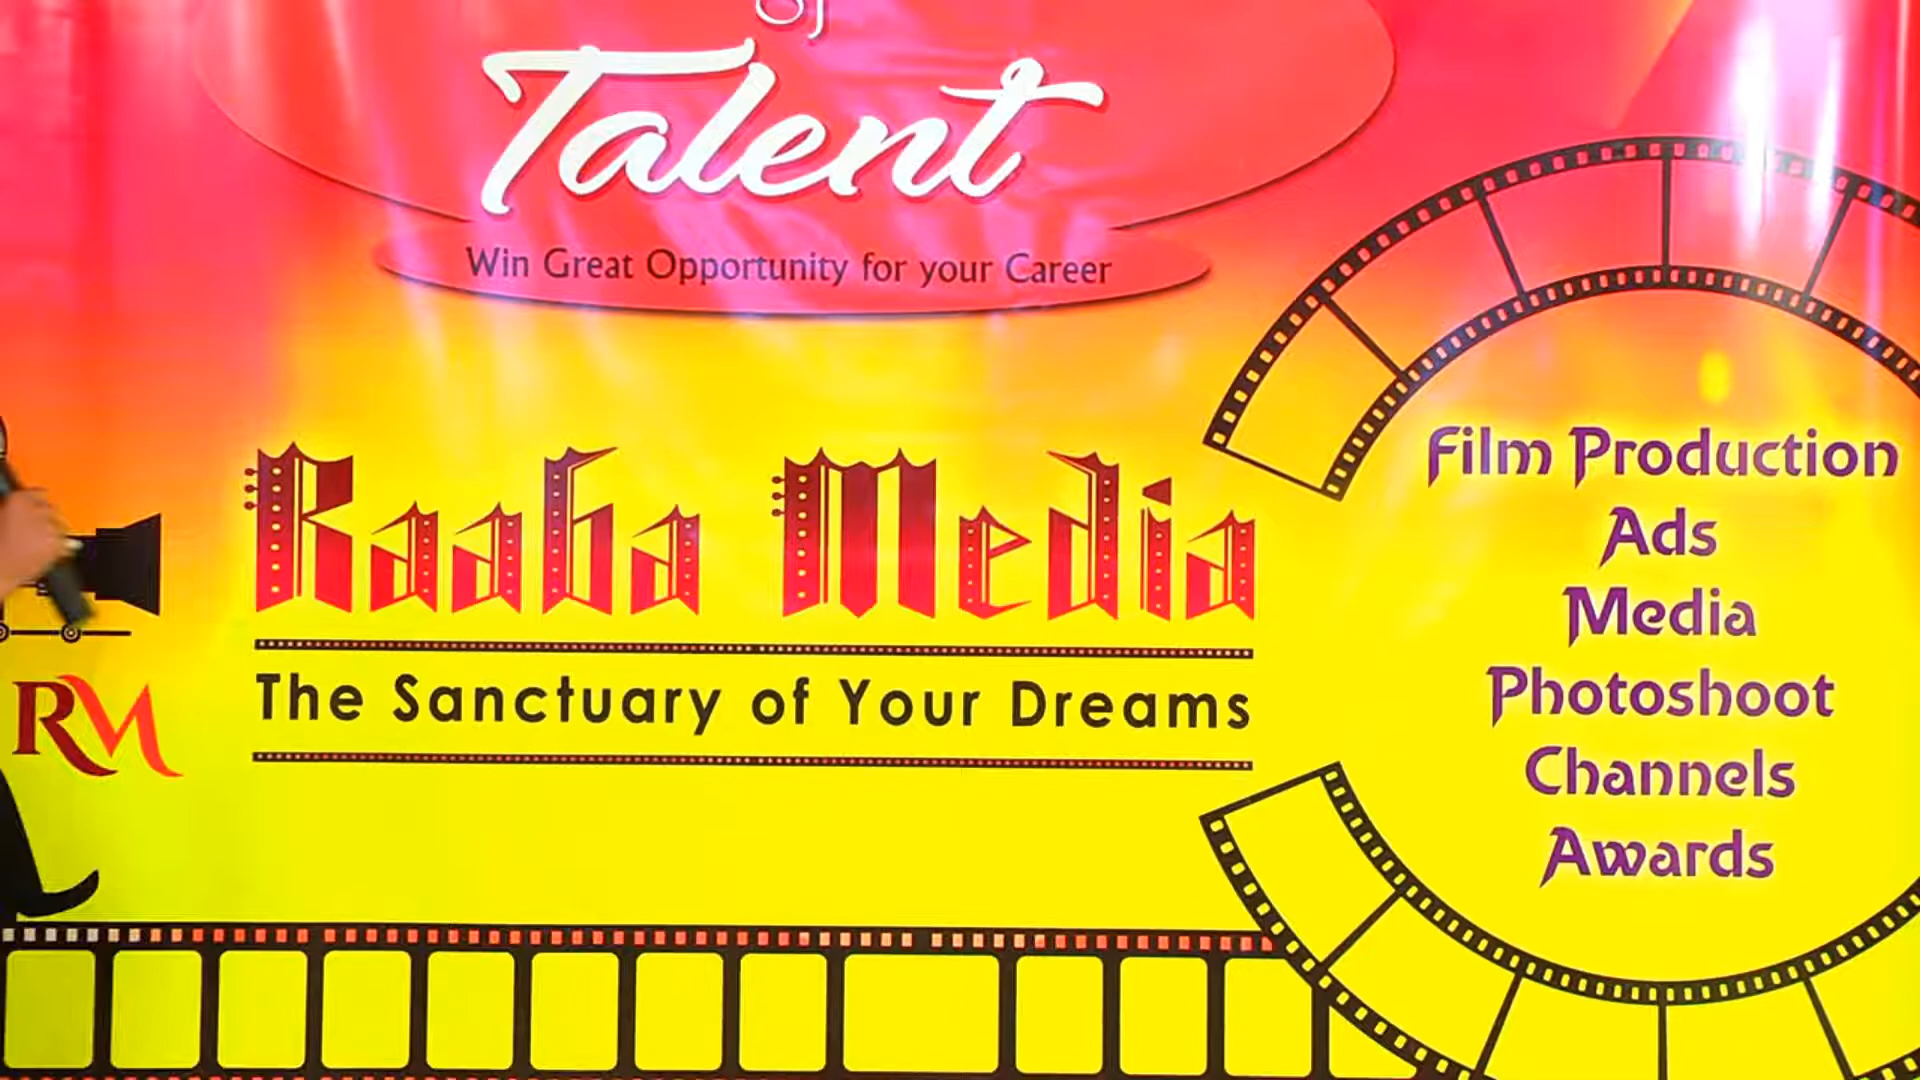 of
Talent
Win Great Opportunity for your Career
Raaba Media
The Sanctuary of Your Dreams
RM
Film Production
Ads
Media
Photoshoot
Channels
Awards